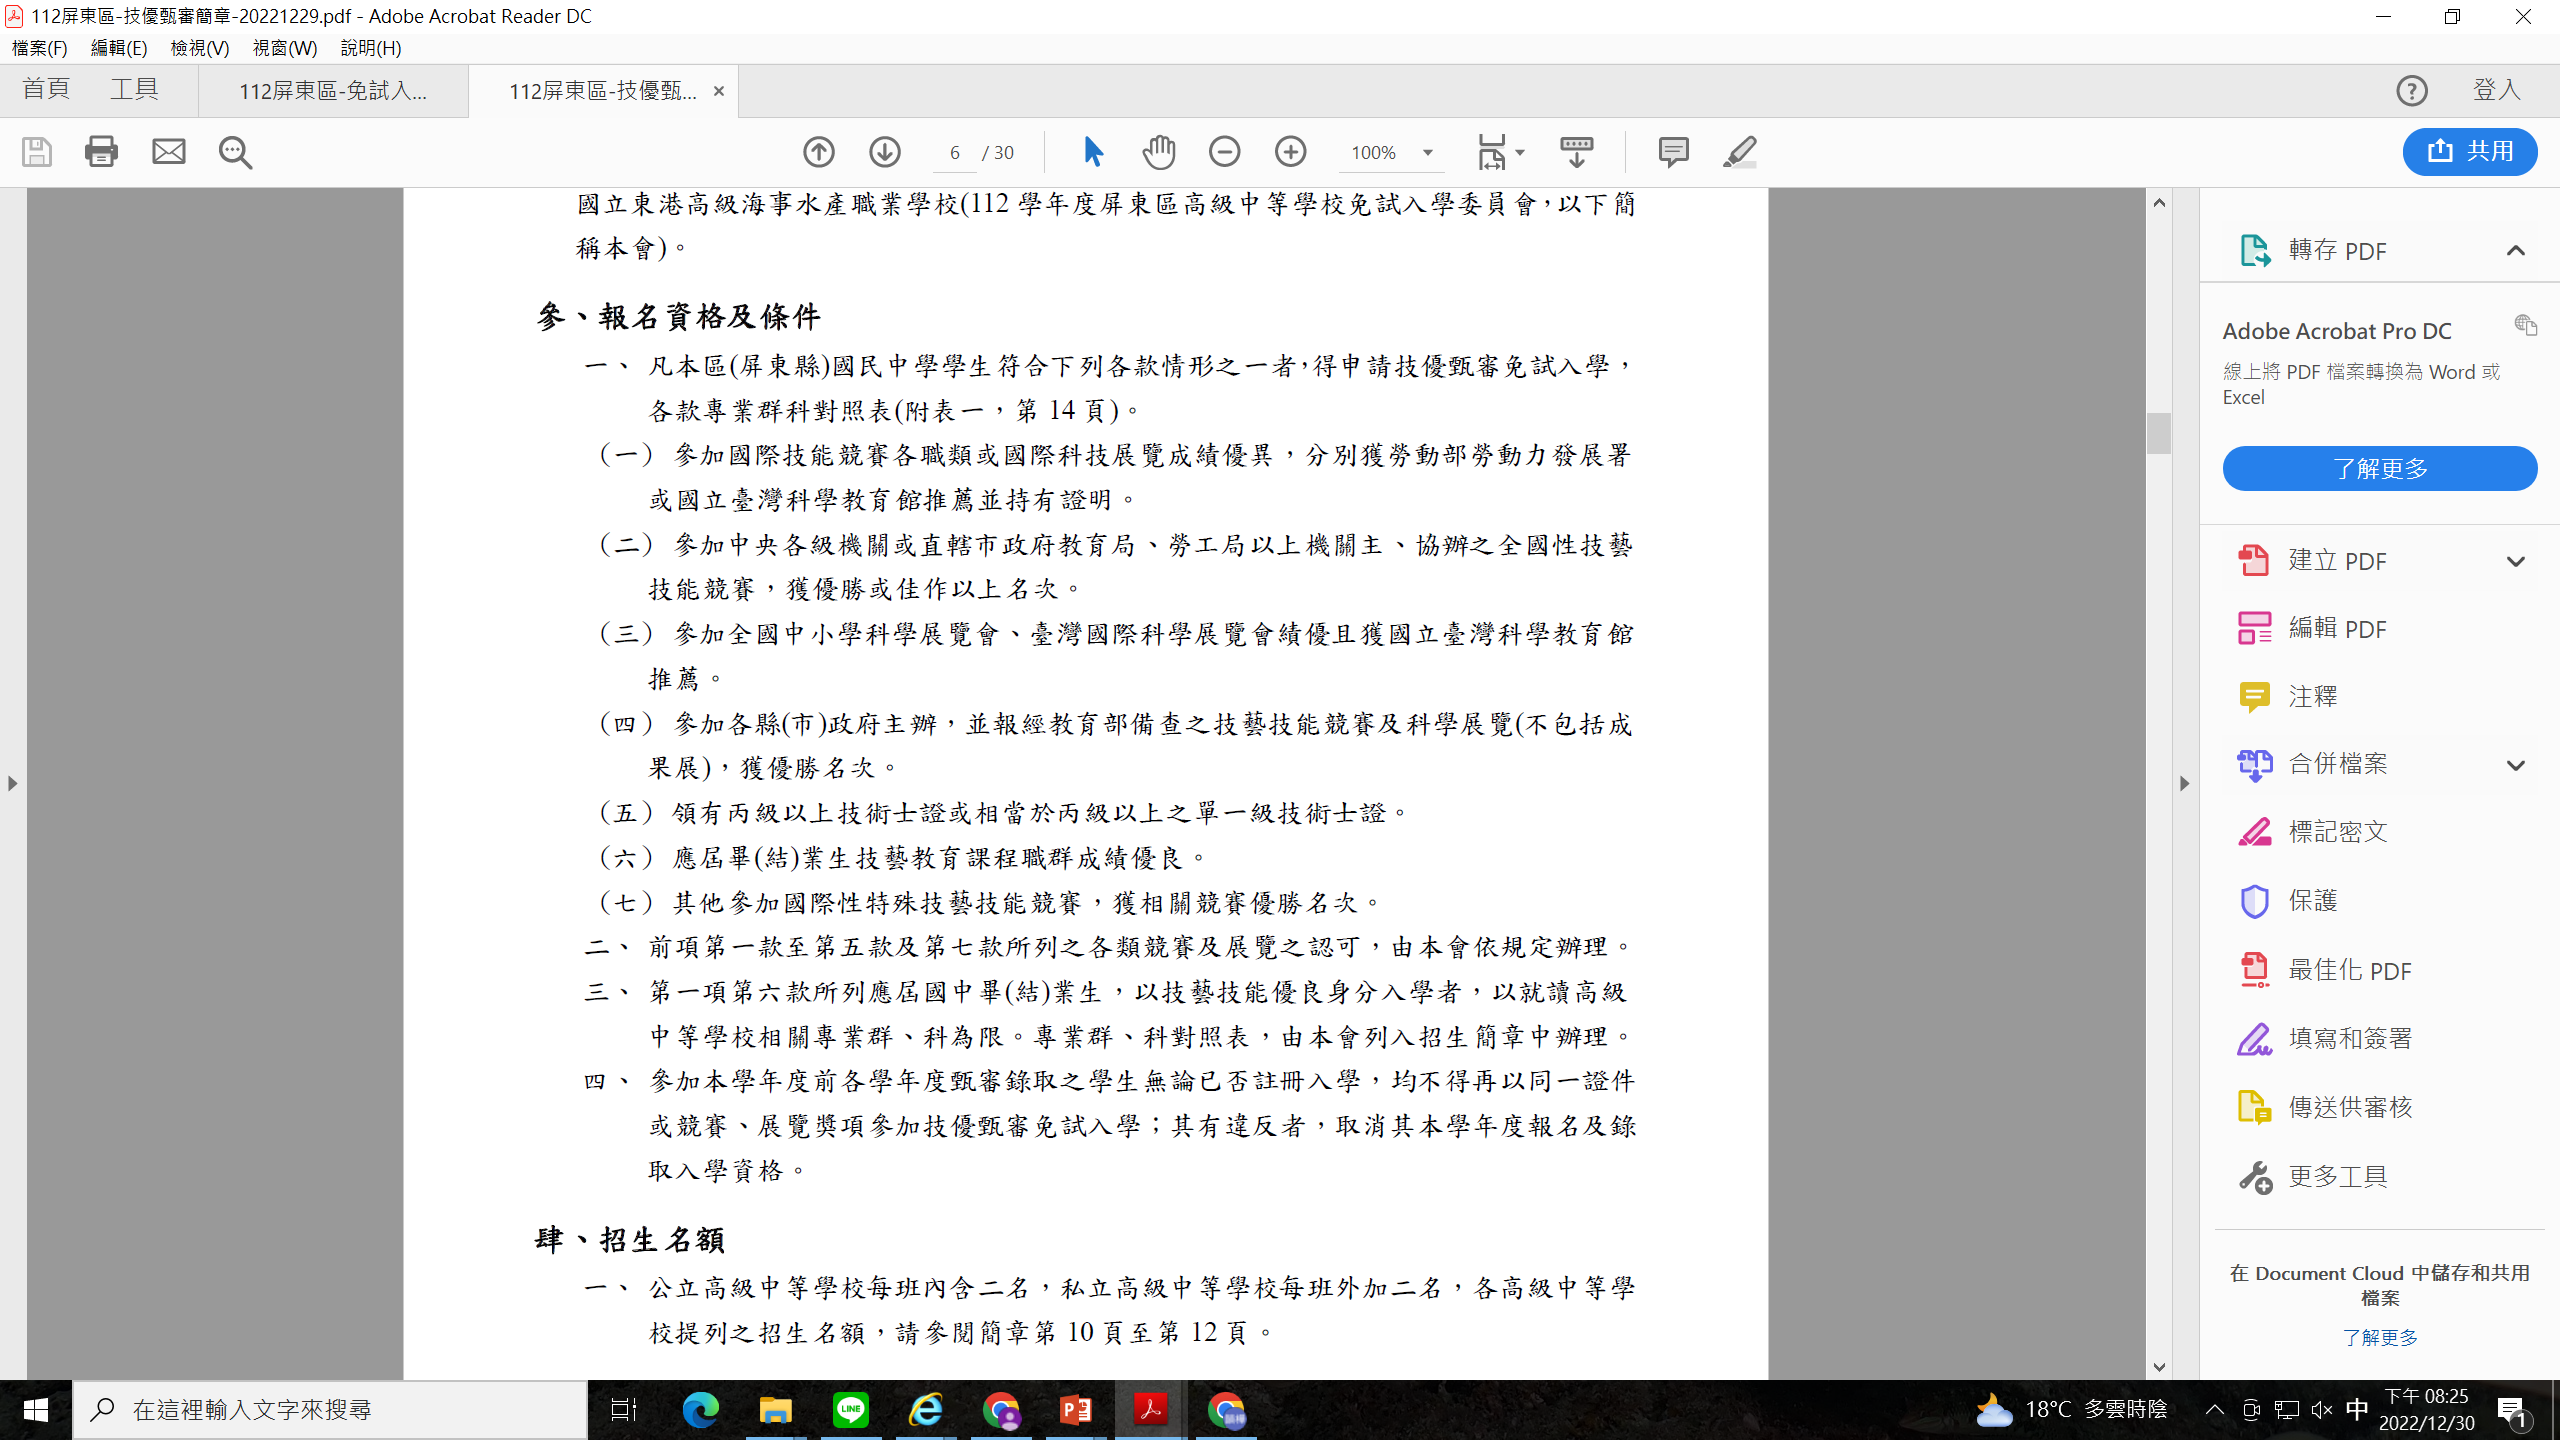 112屏東區-技優甄審簡章-20221229.pdf - Adobe Acrobat Reader DC
檔案(F) 編輯(E) 檢視(V) 視窗(W) 說明(H)
首頁 工具 112屏東區-免試入... 112屏東區-技優甄... × ? 登入
6 / 30 100% 共用
國立東港高級海事水產職業學校(112 學年度屏東區高級中等學校免試入學委員會，以下簡
稱本會)。
參、報名資格及條件
一、 凡本區(屏東縣)國民中學學生符合下列各款情形之一者，得申請技優甄審免試入學，
各款專業群科對照表(附表一，第 14 頁)。
（一） 參加國際技能競賽各職類或國際科技展覽成績優異，分別獲勞動部勞動力發展署
或國立臺灣科學教育館推薦並持有證明。
（二） 參加中央各級機關或直轄市政府教育局、勞工局以上機關主、協辦之全國性技藝
技能競賽，獲優勝或佳作以上名次。
（三） 參加全國中小學科學展覽會、臺灣國際科學展覽會績優且獲國立臺灣科學教育館
推薦。
（四） 參加各縣(市)政府主辦，並報經教育部備查之技藝技能競賽及科學展覽(不包括成
果展)，獲優勝名次。
（五） 領有丙級以上技術士證或相當於丙級以上之單一級技術士證。
（六） 應屆畢(結)業生技藝教育課程職群成績優良。
（七） 其他參加國際性特殊技藝技能競賽，獲相關競賽優勝名次。
二、 前項第一款至第五款及第七款所列之各類競賽及展覽之認可，由本會依規定辦理。
三、 第一項第六款所列應屆國中畢(結)業生，以技藝技能優良身分入學者，以就讀高級
中等學校相關專業群、科為限。專業群、科對照表，由本會列入招生簡章中辦理。
四、 參加本學年度前各學年度甄審錄取之學生無論已否註冊入學，均不得再以同一證件
或競賽、展覽獎項參加技優甄審免試入學；其有違反者，取消其本學年度報名及錄
取入學資格。
肆、招生名額
一、 公立高級中等學校每班內含二名，私立高級中等學校每班外加二名，各高級中等學
校提列之招生名額，請參閱簡章第 10 頁至第 12 頁。
轉存 PDF
Adobe Acrobat Pro DC
線上將 PDF 檔案轉換為 Word 或
Excel
了解更多
建立 PDF
編輯 PDF
注釋
合併檔案
標記密文
保護
最佳化 PDF
填寫和簽署
傳送供審核
更多工具
在 Document Cloud 中儲存和共用
檔案
了解更多
在這裡輸入文字來搜尋 LINE 18°C 多雲時陰 中 下午 08:25
2022/12/30 1